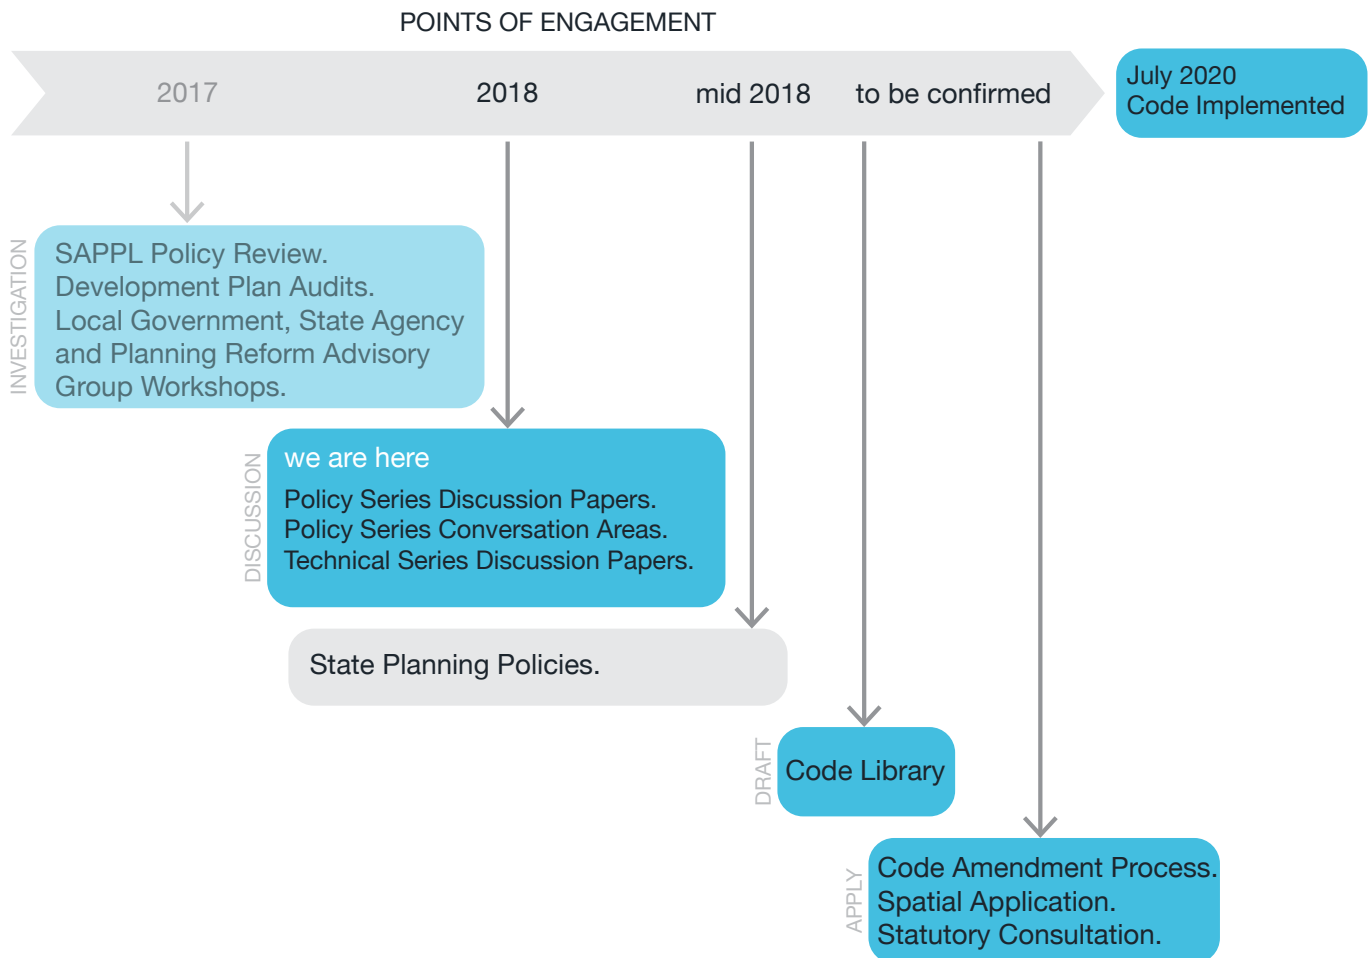 POINTS OF ENGAGEMENT
2017
2018
mid 2018
to be confirmed
July 2020
Code Implemented
INVESTIGATION
SAPPL Policy Review.
Development Plan Audits.
Local Government, State Agency
and Planning Reform Advisory
Group Workshops.
DISCUSSION
we are here
Policy Series Discussion Papers.
Policy Series Conversation Areas.
Technical Series Discussion Papers.
State Planning Policies.
DRAFT
Code Library
APPLY
Code Amendment Process.
Spatial Application.
Statutory Consultation.